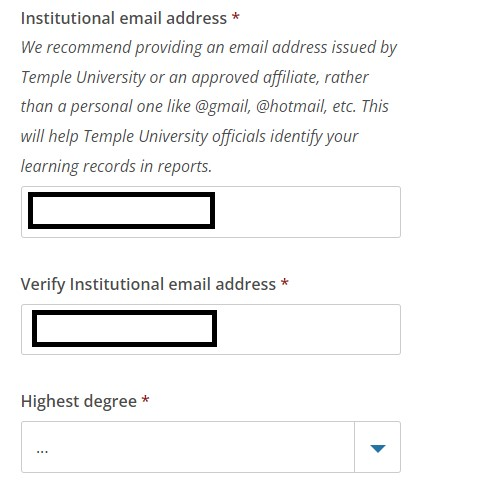 Institutional email address *
We recommend providing an email address issued by
Temple University or an approved affiliate, rather
than a personal one like @gmail, @hotmail, etc. This
will help Temple University officials identify your
learning records in reports.
Verify Institutional email address *
Highest degree *
...